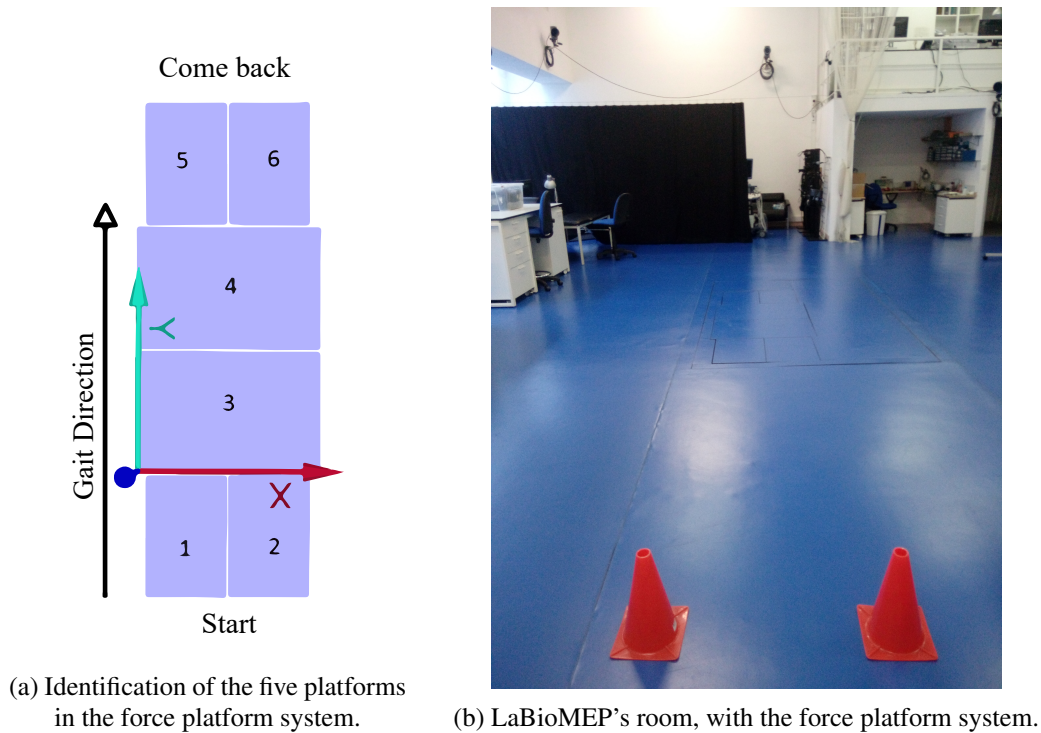 Come back
5
6
4
Y
3
Gait Direction
X
1
2
Start
(a) Identification of the five platforms
in the force platform system.
(b) LaBioMEP's room, with the force platform system.